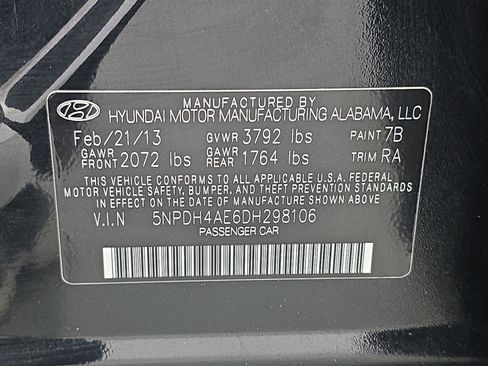 MANUFACTURED BY
HYUNDAI MOTOR MANUFACTURING ALABAMA, LLC
Feb/21/13 GVWR 3792 lbs PAINT 7B
GAWR FRONT 2072 lbs GAWR REAR 1764 lbs TRIM RA
THIS VEHICLE CONFORMS TO ALL APPLICABLE U.S. FEDERAL
MOTOR VEHICLE SAFETY, BUMPER, AND THEFT PREVENTION
STANDARDS IN EFFECT ON THE DATE OF MANUFACTURE SHOWN ABOVE.
V.I.N 5NPDH4AE6DH298106
PASSENGER CAR